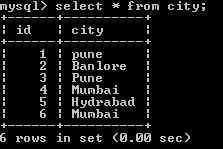 mysql> select * from city;
+------+----------+
| id | city |
+------+----------+
| 1 | pune |
| 2 | Banlore |
| 3 | Pune |
| 4 | Mumbai |
| 5 | Hydrabad |
| 6 | Mumbai |
+------+----------+
6 rows in set (0.00 sec)